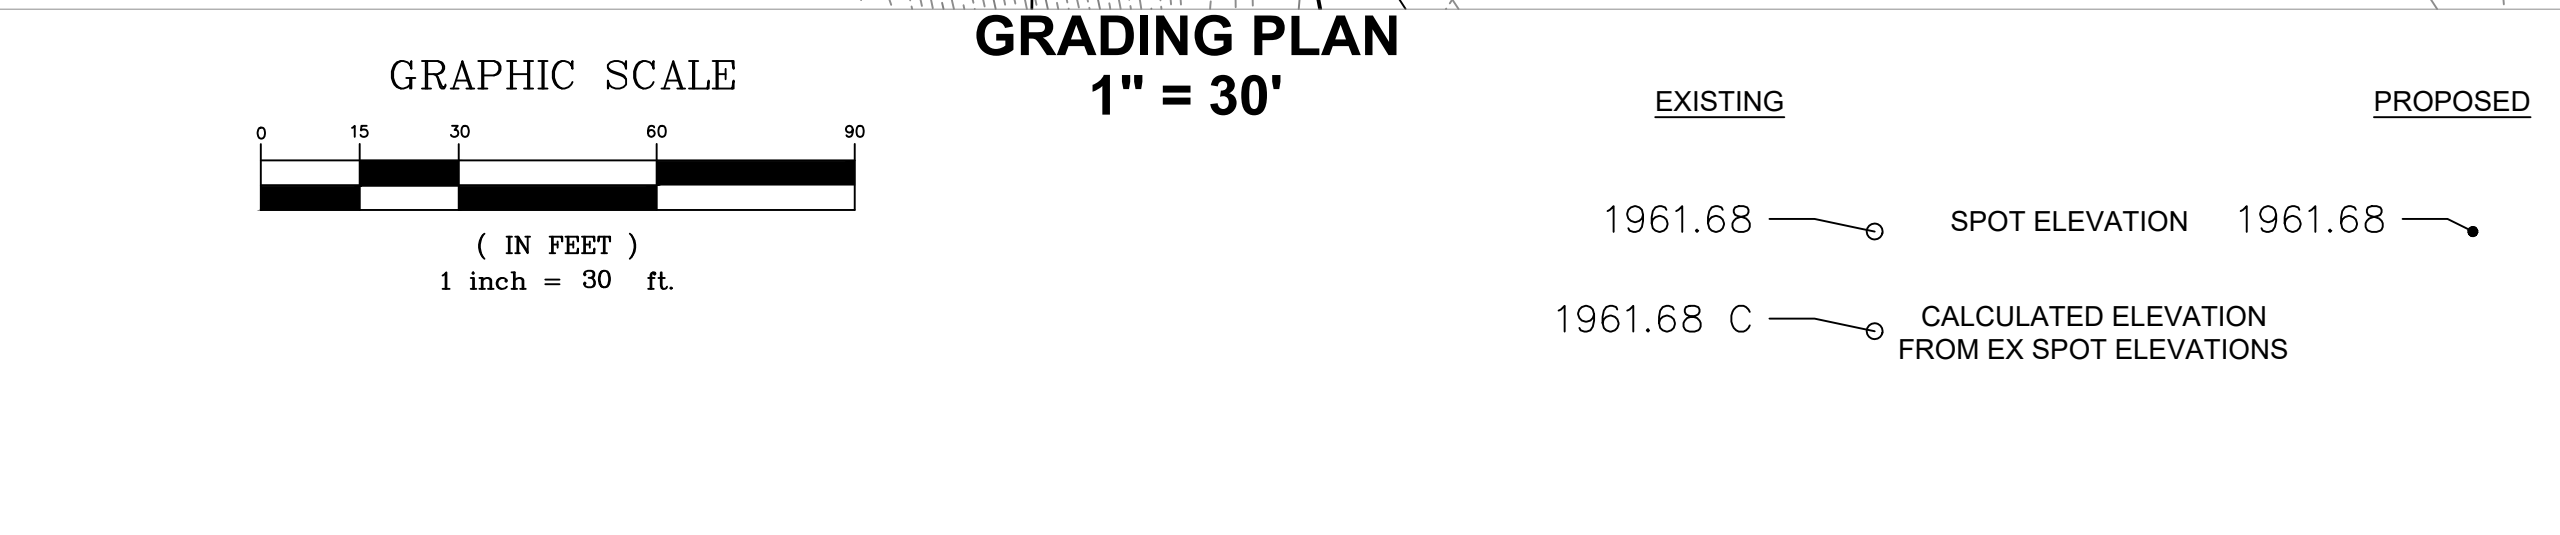 GRADING PLAN
1" = 30'
GRAPHIC SCALE
0 15 30 60 90
( IN FEET )
1 inch = 30 ft.
EXISTING PROPOSED
1961.68 SPOT ELEVATION 1961.68
1961.68 C CALCULATED ELEVATION
FROM EX SPOT ELEVATIONS